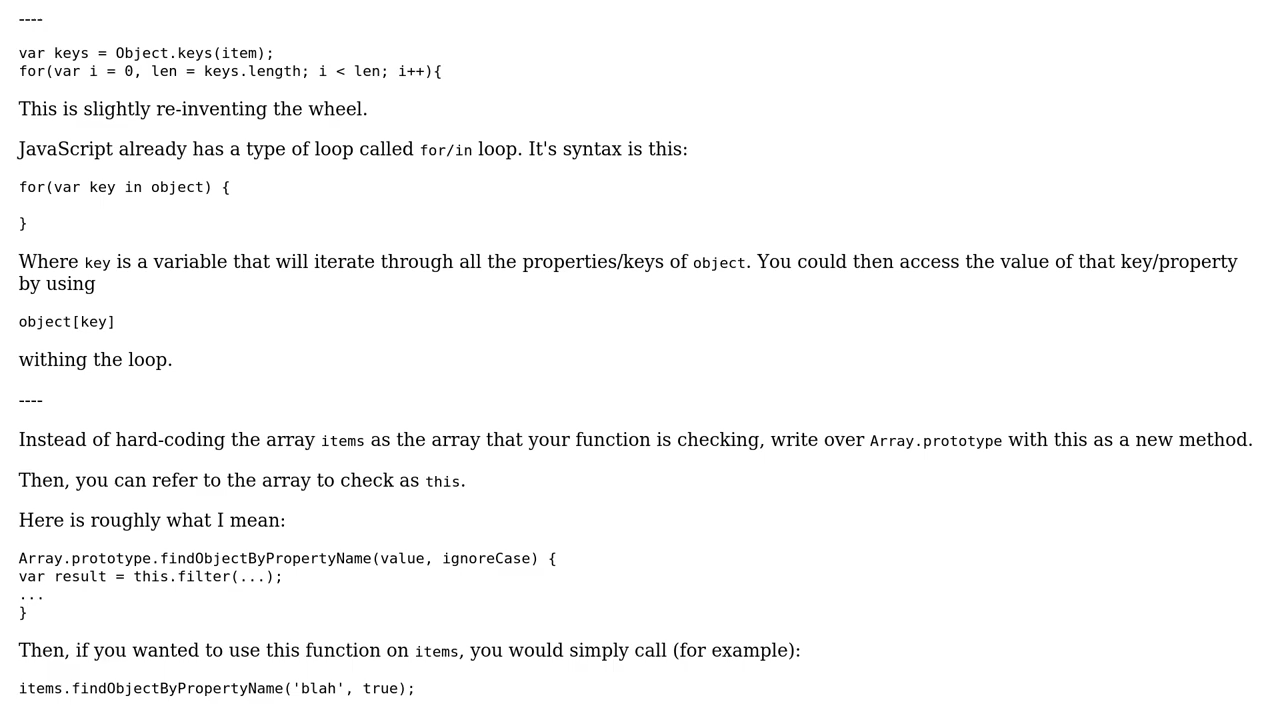 ----
var keys = Object.keys(item);
for(var i = 0, len = keys.length; i < len; i++){
This is slightly re-inventing the wheel.
JavaScript already has a type of loop called for/in loop. It's syntax is this:
for(var key in object) {
}
Where key is a variable that will iterate through all the properties/keys of object. You could then access the value of that key/property
by using
object[key]
withing the loop.
----
Instead of hard-coding the array items as the array that your function is checking, write over Array.prototype with this as a new method.
Then, you can refer to the array to check as this.
Here is roughly what I mean:
Array.prototype.findObjectByPropertyName(value, ignoreCase) {
var result = this.filter(...);
...
}
Then, if you wanted to use this function on items, you would simply call (for example):
items.findObjectByPropertyName('blah', true);